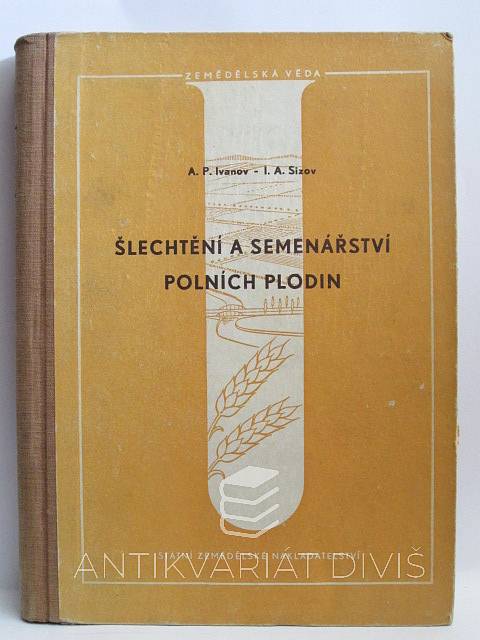 ZEMĚDĚLSKÁ VĚDA
A. P. Ivanov - I. A. Sizov
ŠLECHTĚNÍ A SEMENÁŘSTVÍ
POLNÍCH PLODIN
STÁTNÍ ZEMĚDĚLSKÉ NAKLADATELSTVÍ
ANTIKVARIÁT DIVIŠ